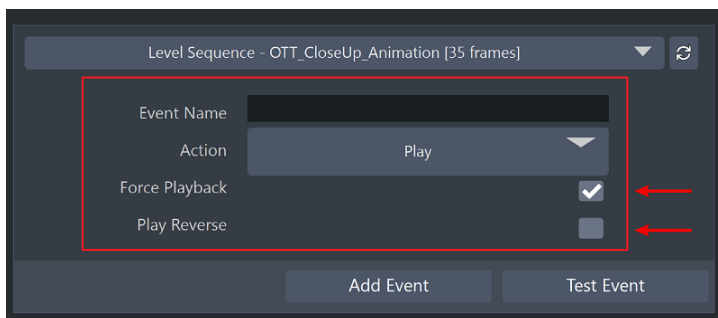 Level Sequence - OTT_CloseUp_Animation [35 frames]
Event Name
Action Play
Force Playback
Play Reverse
Add Event Test Event